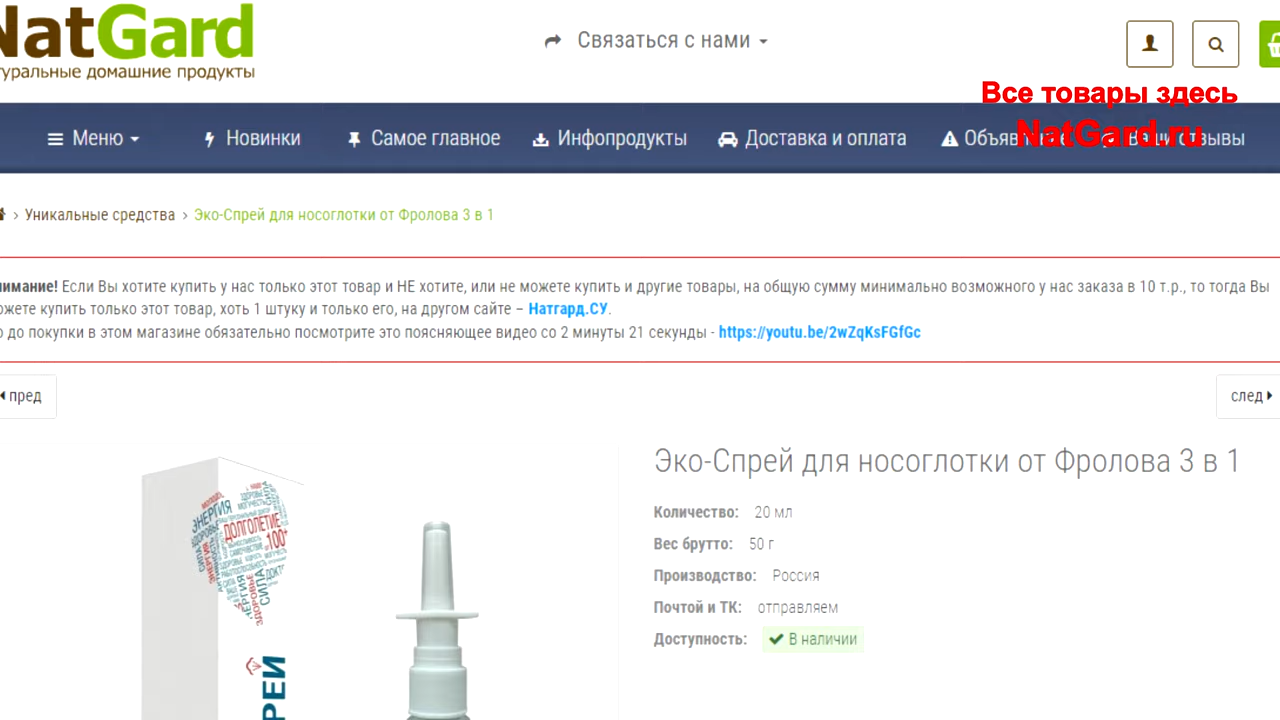 NatGard
туральные домашние продукты
Связаться с нами
Все товары здесь
NatGard.ru
Меню
Новинки
Самое главное
Инфопродукты
Доставка и оплата
Уникальные средства > Эко-Спрей для носоглотки от Фролова 3 в 1
нимание! Если Вы хотите купить у нас только этот товар и НЕ хотите, или не можете купить и другие товары, на общую сумму минимально возможного у нас заказа в 10 т.р., то тогда Вы
ожете купить только этот товар, хоть 1 штуку и только его, на другом сайте – Натгард.СУ.
о до покупки в этом магазине обязательно посмотрите это поясняющее видео со 2 минуты 21 секунды - https://youtu.be/2wZqKsFGfGc
пред
след
Эко-Спрей для носоглотки от Фролова 3 в 1
Количество: 20 мл
Вес брутто: 50 г
Производство: Россия
Почтой и ТК: отправляем
Доступность: В наличии
ЭНЕРГИЯ
ДОЛГОЛЕТИЕ
100+
ЗДОРОВЬЕ
СИЛА
РЕЙ